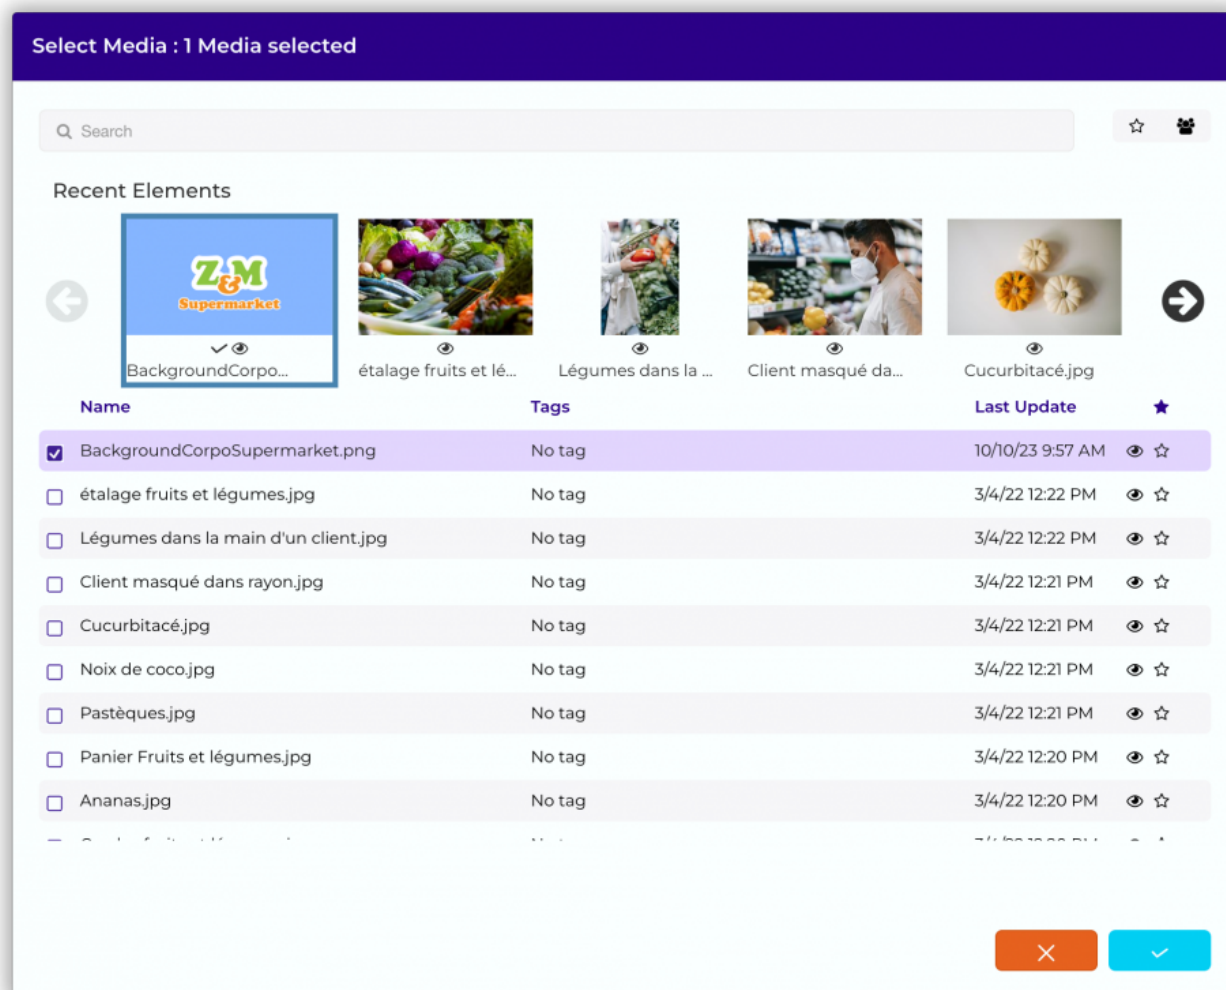 Select Media : 1 Media selected
Search
Recent Elements
Z&M
Supermarket
BackgroundCorpo...
étalage fruits et lé...
Légumes dans la ...
Client masqué da...
Cucurbitacé.jpg
Name Tags Last Update
BackgroundCorpoSupermarket.png No tag 10/10/23 9:57 AM
étalage fruits et légumes.jpg No tag 3/4/22 12:22 PM
Légumes dans la main d'un client.jpg No tag 3/4/22 12:22 PM
Client masqué dans rayon.jpg No tag 3/4/22 12:21 PM
Cucurbitacé.jpg No tag 3/4/22 12:21 PM
Noix de coco.jpg No tag 3/4/22 12:21 PM
Pastèques.jpg No tag 3/4/22 12:21 PM
Panier Fruits et légumes.jpg No tag 3/4/22 12:20 PM
Ananas.jpg No tag 3/4/22 12:20 PM